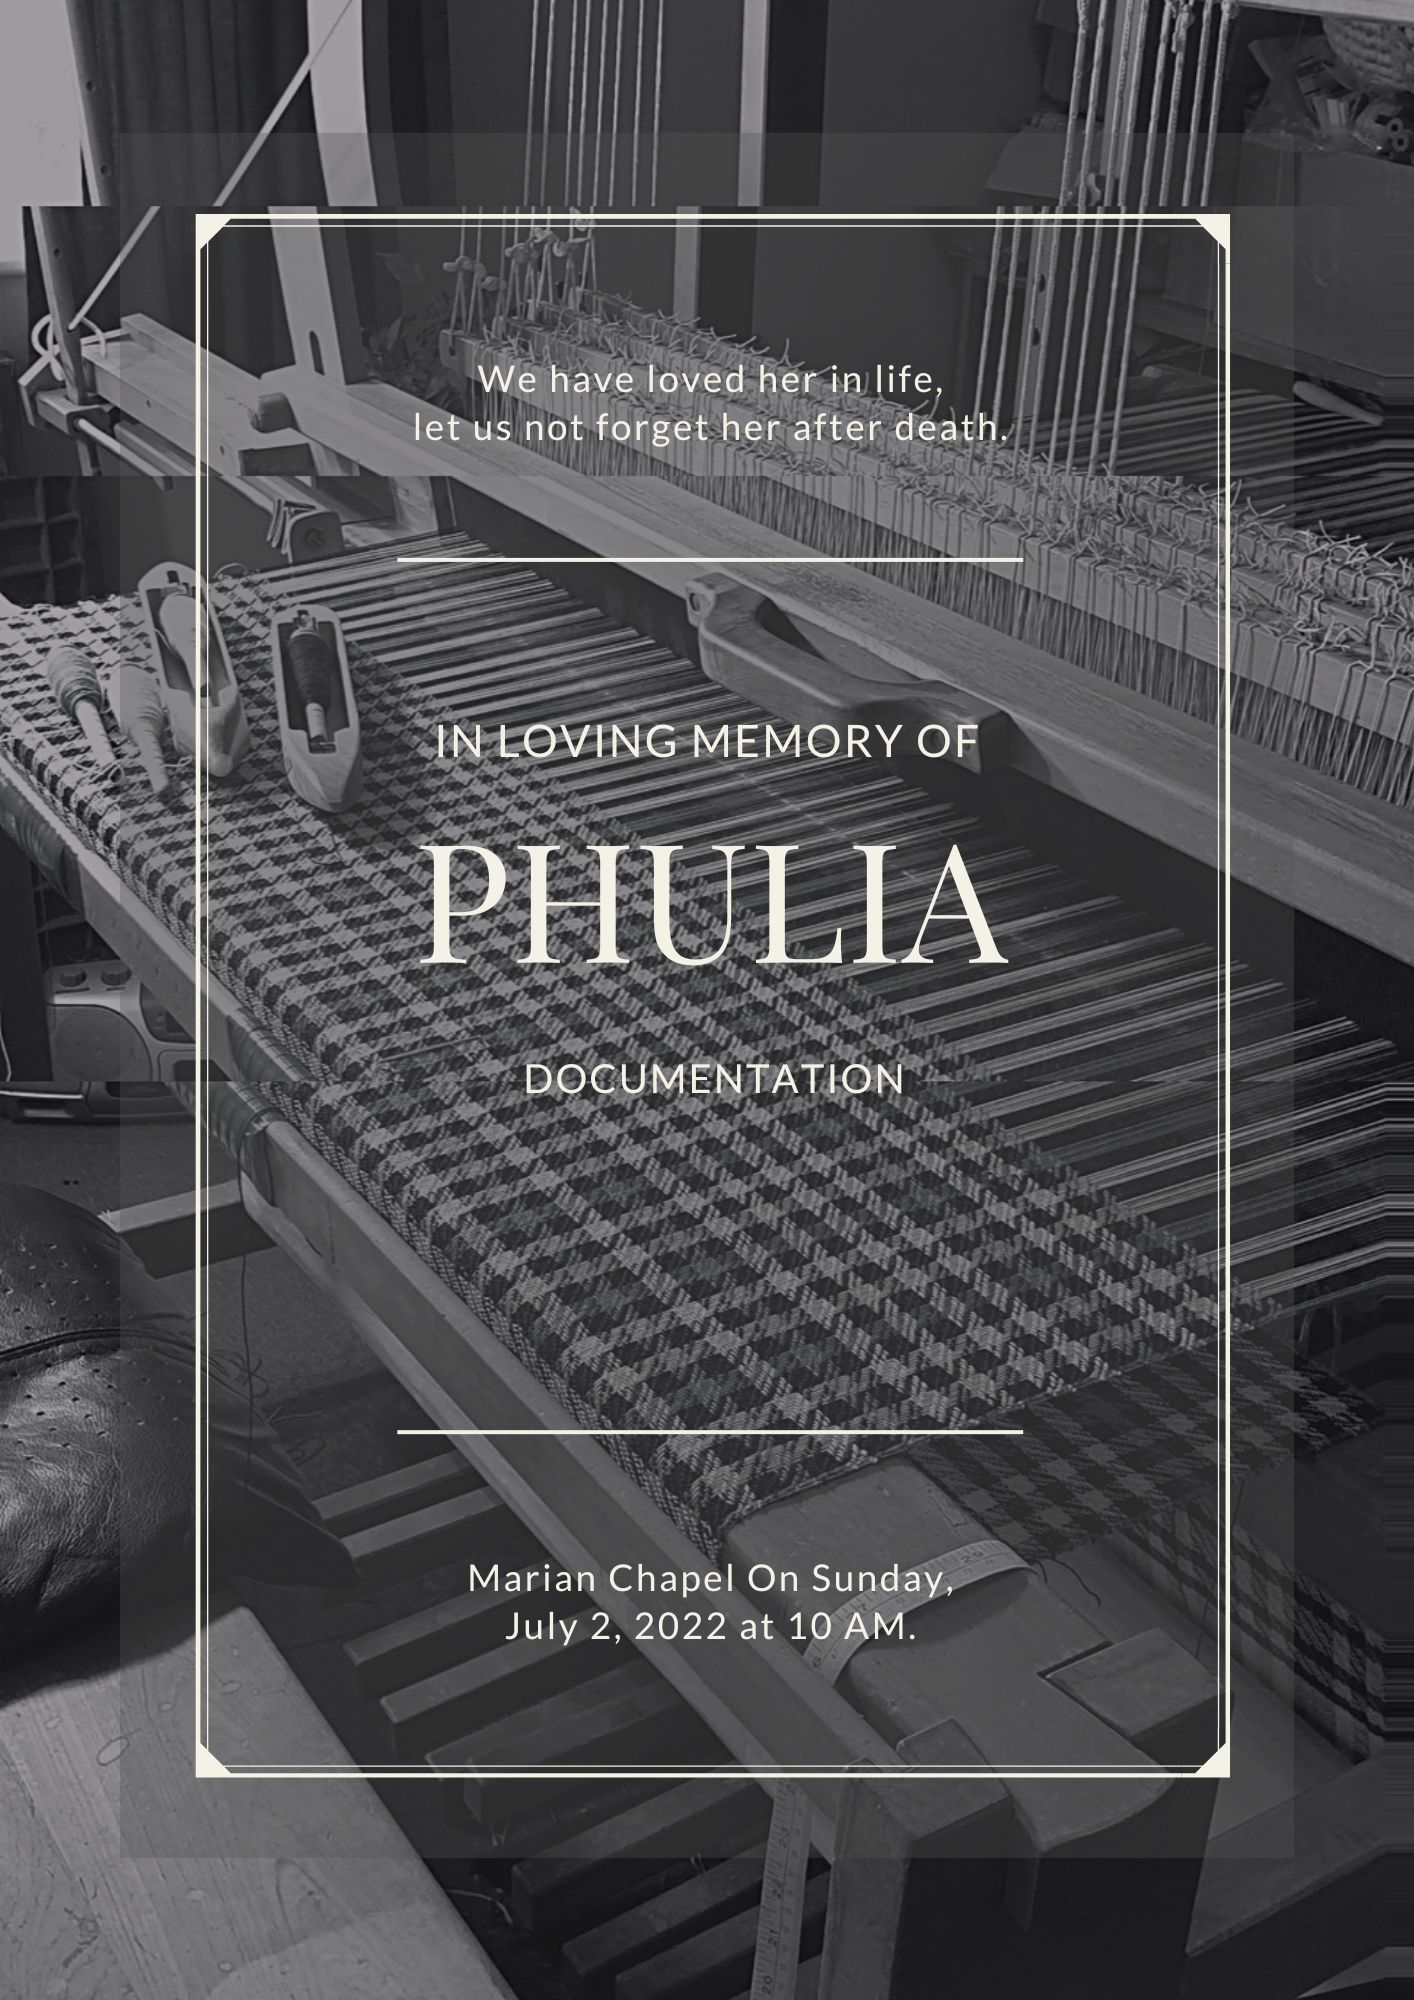 We have loved her in life,
let us not forget her after death.
IN LOVING MEMORY OF
PHULIA
DOCUMENTATION
Marian Chapel On Sunday,
July 2, 2022 at 10 AM.
29